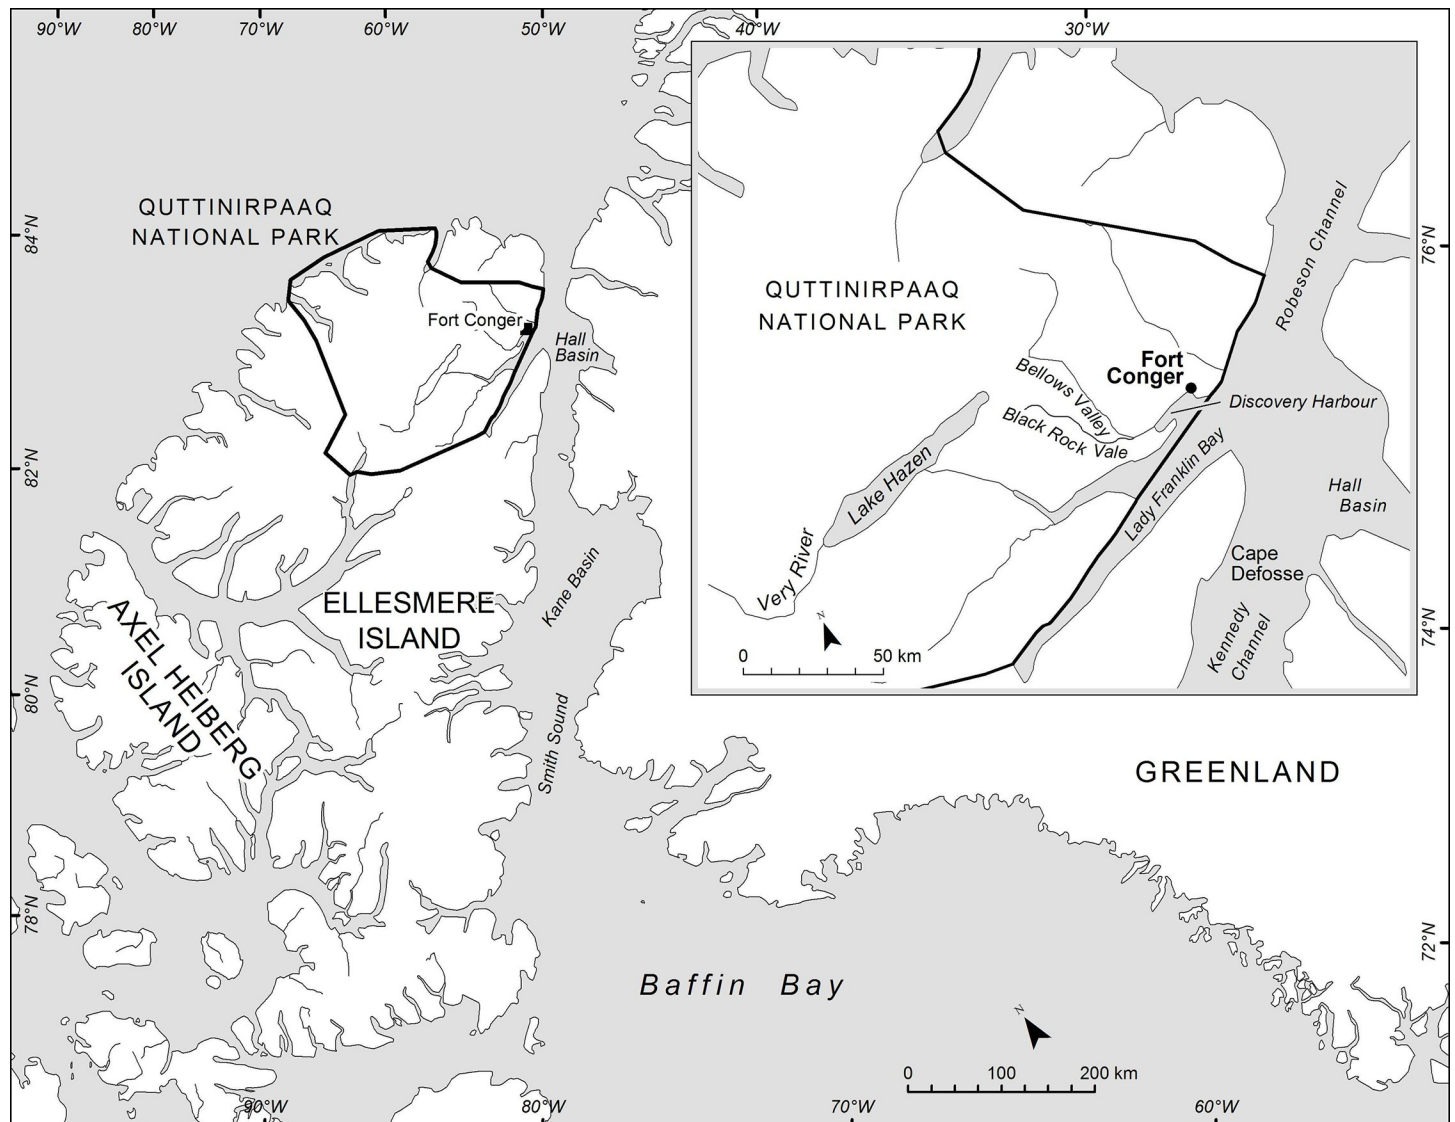 90°W 80°W 70°W 60°W 50°W 40°W 30°W
84°N
82°N
80°N
78°N
76°N
74°N
72°N
90°W 80°W 70°W 60°W
QUTTINIRPAAQ
NATIONAL PARK
Fort Conger
Hall
Basin
Kane Basin
Smith Sound
ELLESMERE
ISLAND
AXEL HEIBERG
ISLAND
GREENLAND
Baffin Bay
N
0 100 200 km
QUTTINIRPAAQ
NATIONAL PARK
Robeson Channel
Fort
Conger
Discovery Harbour
Bellows Valley
Black Rock Vale
Lake Hazen
Lady Franklin Bay
Hall
Basin
Very River
Cape
Defosse
Kennedy
Channel
N
0 50 km